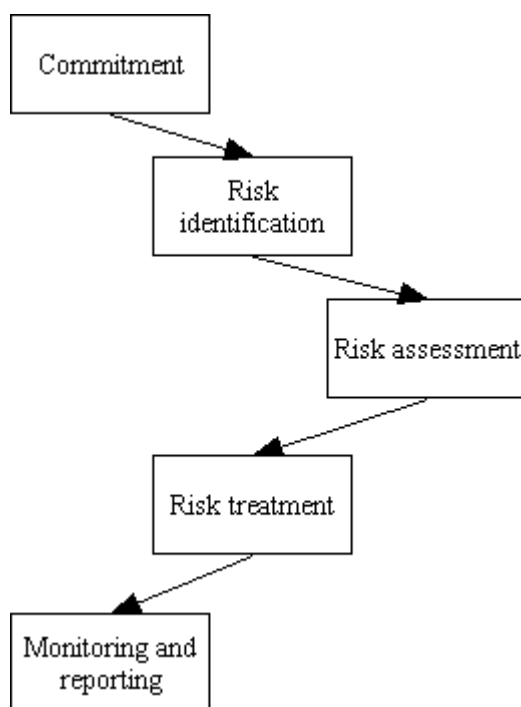 Commitment
Risk
identification
Risk assessment
Risk treatment
Monitoring and
reporting